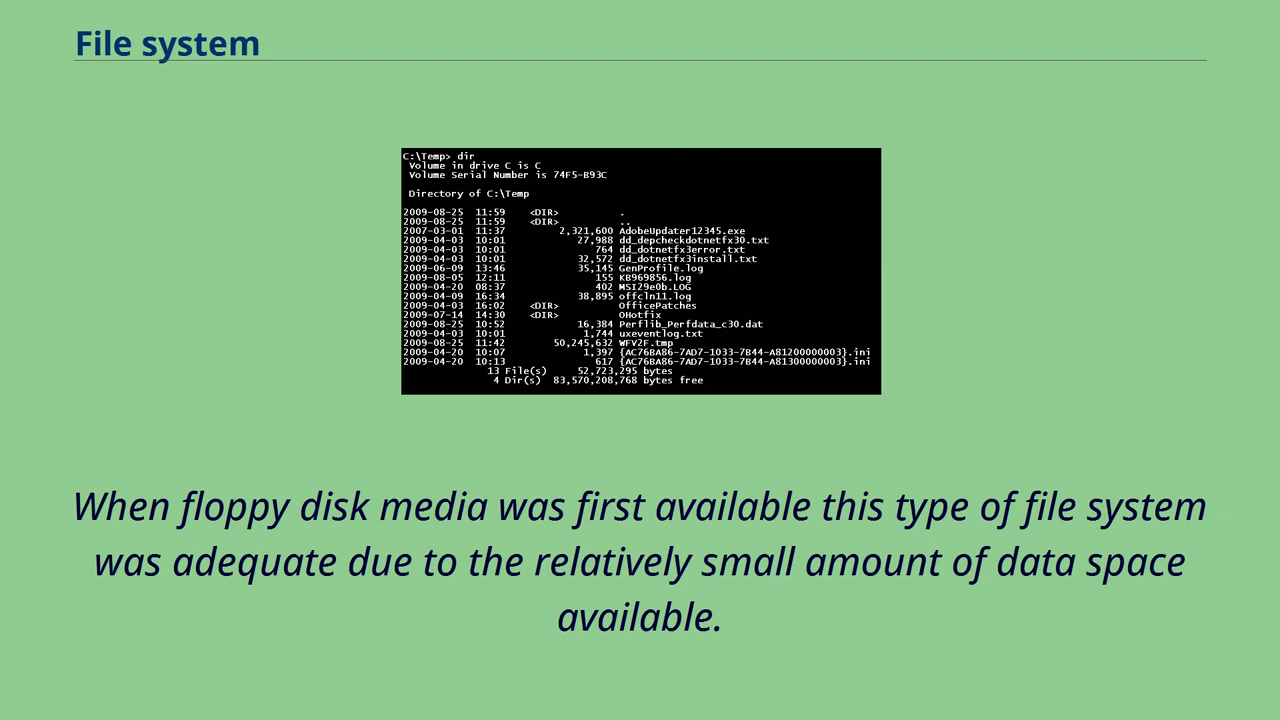 File system
C:\Temp> dir
Volume in drive C is C
Volume Serial Number is 74F5-B93C
Directory of C:\Temp
2009-08-25 11:59 <DIR> .
2009-08-25 11:59 <DIR> ..
2007-03-01 11:37 2,321,600 AdobeUpdater12345.exe
2009-04-03 10:01 27,988 dd_depcheckdotnetfx30.txt
2009-04-03 10:01 764 dd_dotnetfx3error.txt
2009-04-03 10:01 32,572 dd_dotnetfx3install.txt
2009-06-09 13:46 35,145 GenProfile.log
2009-08-05 12:11 155 KB969856.log
2009-04-20 08:37 402 MSI29e0b.LOG
2009-04-09 16:34 38,895 offcln11.log
2009-04-03 16:02 <DIR> OfficePatches
2009-07-14 14:30 <DIR> OHotfix
2009-08-25 10:52 16,384 Perflib_Perfdata_c30.dat
2009-04-03 10:01 1,744 uxeventlog.txt
2009-08-25 11:42 50,245,632 WFV2F.tmp
2009-04-20 10:07 1,397 {AC76BA86-7AD7-1033-7B44-A81200000003}.ini
2009-04-20 10:13 617 {AC76BA86-7AD7-1033-7B44-A81300000003}.ini
13 File(s) 52,723,295 bytes
4 Dir(s) 83,570,208,768 bytes free
When floppy disk media was first available this type of file system
was adequate due to the relatively small amount of data space
available.